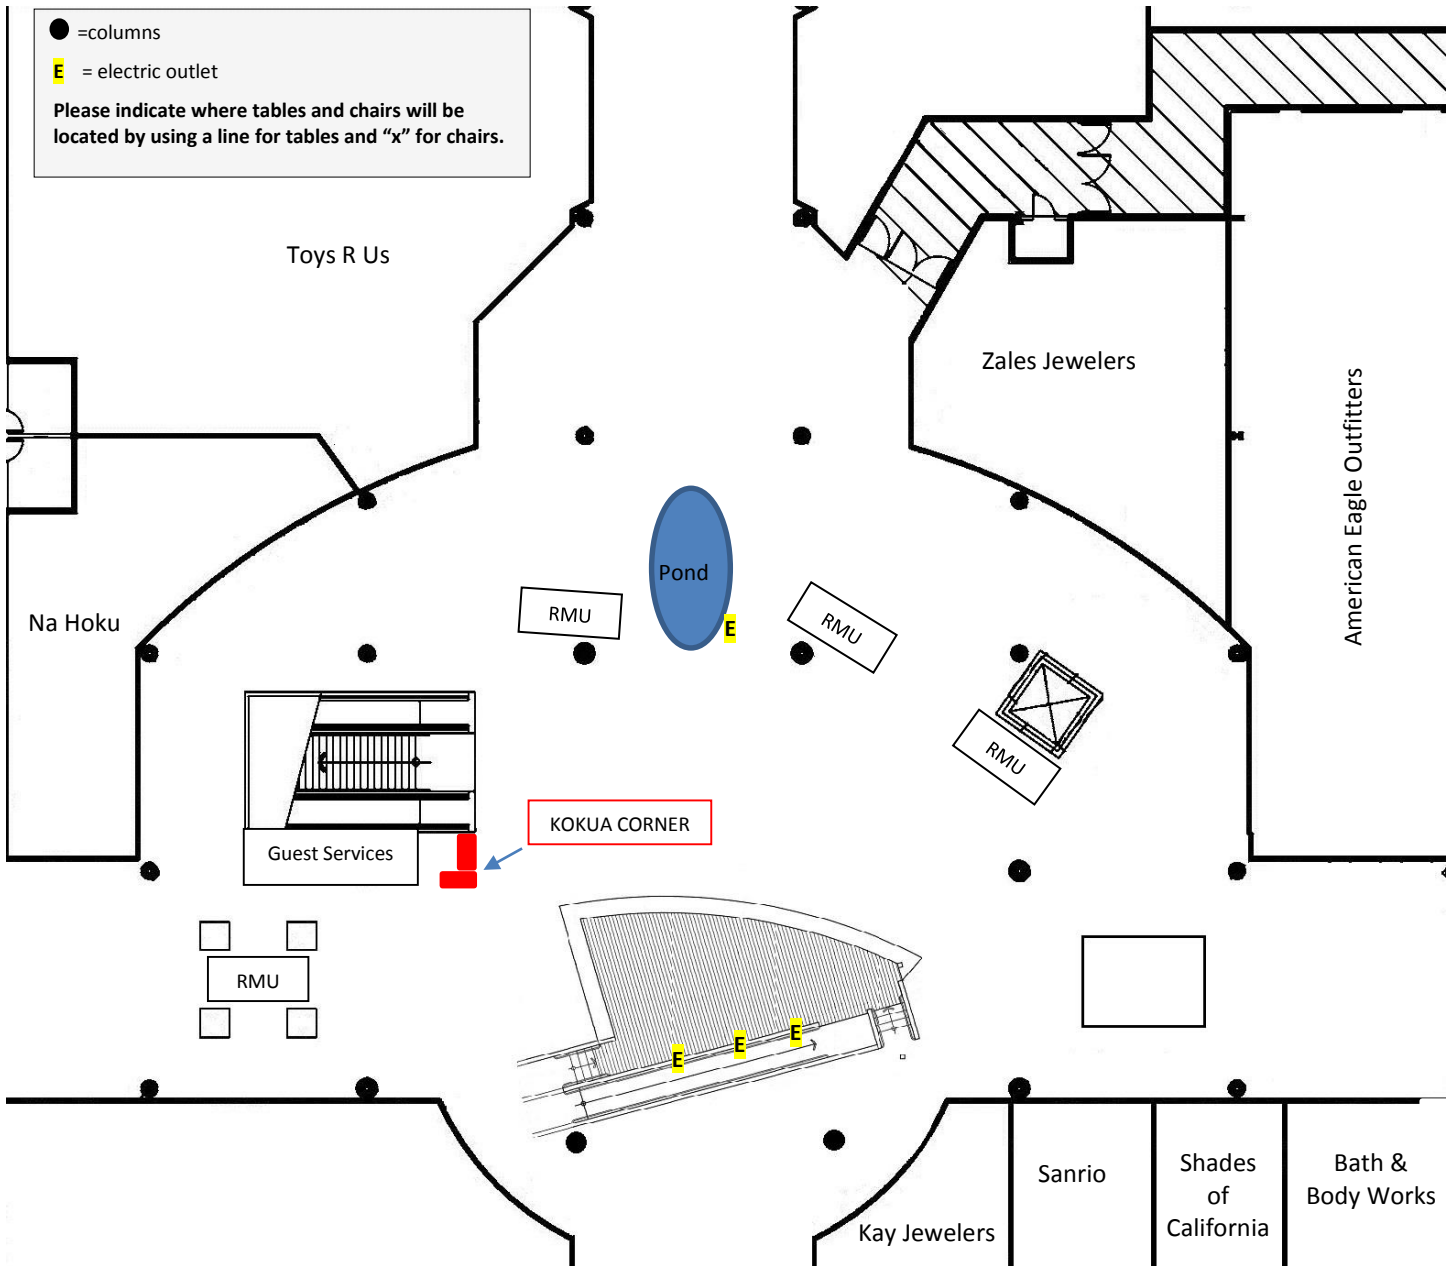 =columns
E = electric outlet
Please indicate where tables and chairs will be
located by using a line for tables and “x” for chairs.
Toys R Us
Zales Jewelers
American Eagle Outfitters
Pond
RMU
RMU
E
Na Hoku
RMU
KOKUA CORNER
Guest Services
RMU
E
E
E
Sanrio
Shades
of
California
Bath &
Body Works
Kay Jewelers